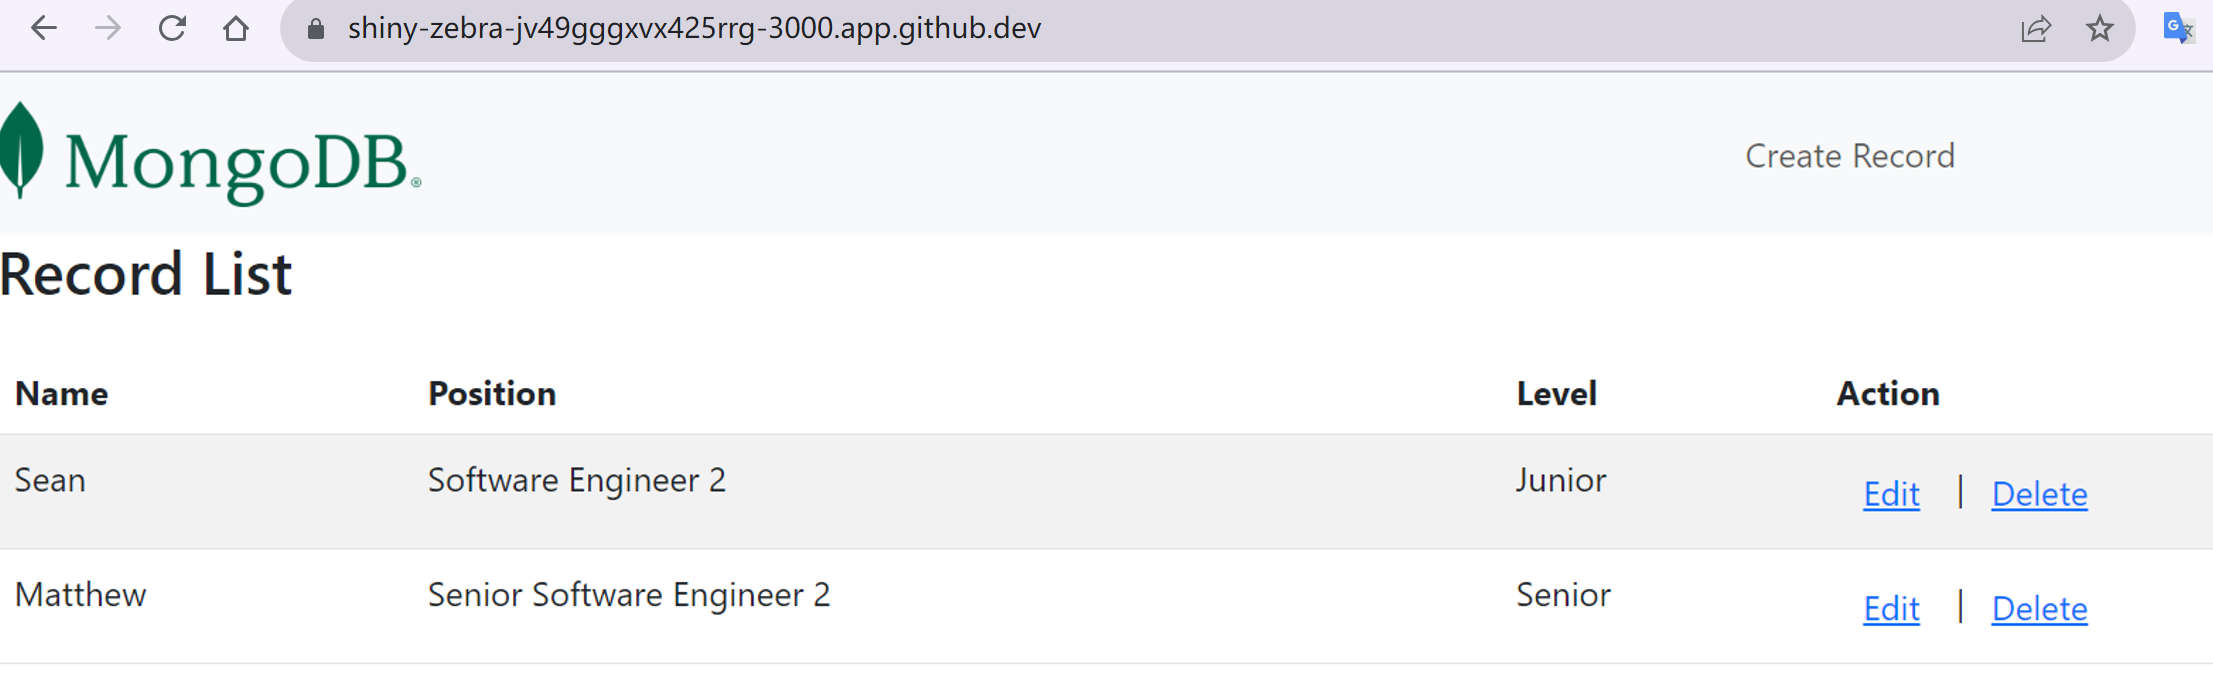 shiny-zebra-jv49gggxvx425rrg-3000.app.github.dev
MongoDB®
Create Record
Record List
Name Position Level Action
Sean Software Engineer 2 Junior Edit | Delete
Matthew Senior Software Engineer 2 Senior Edit | Delete